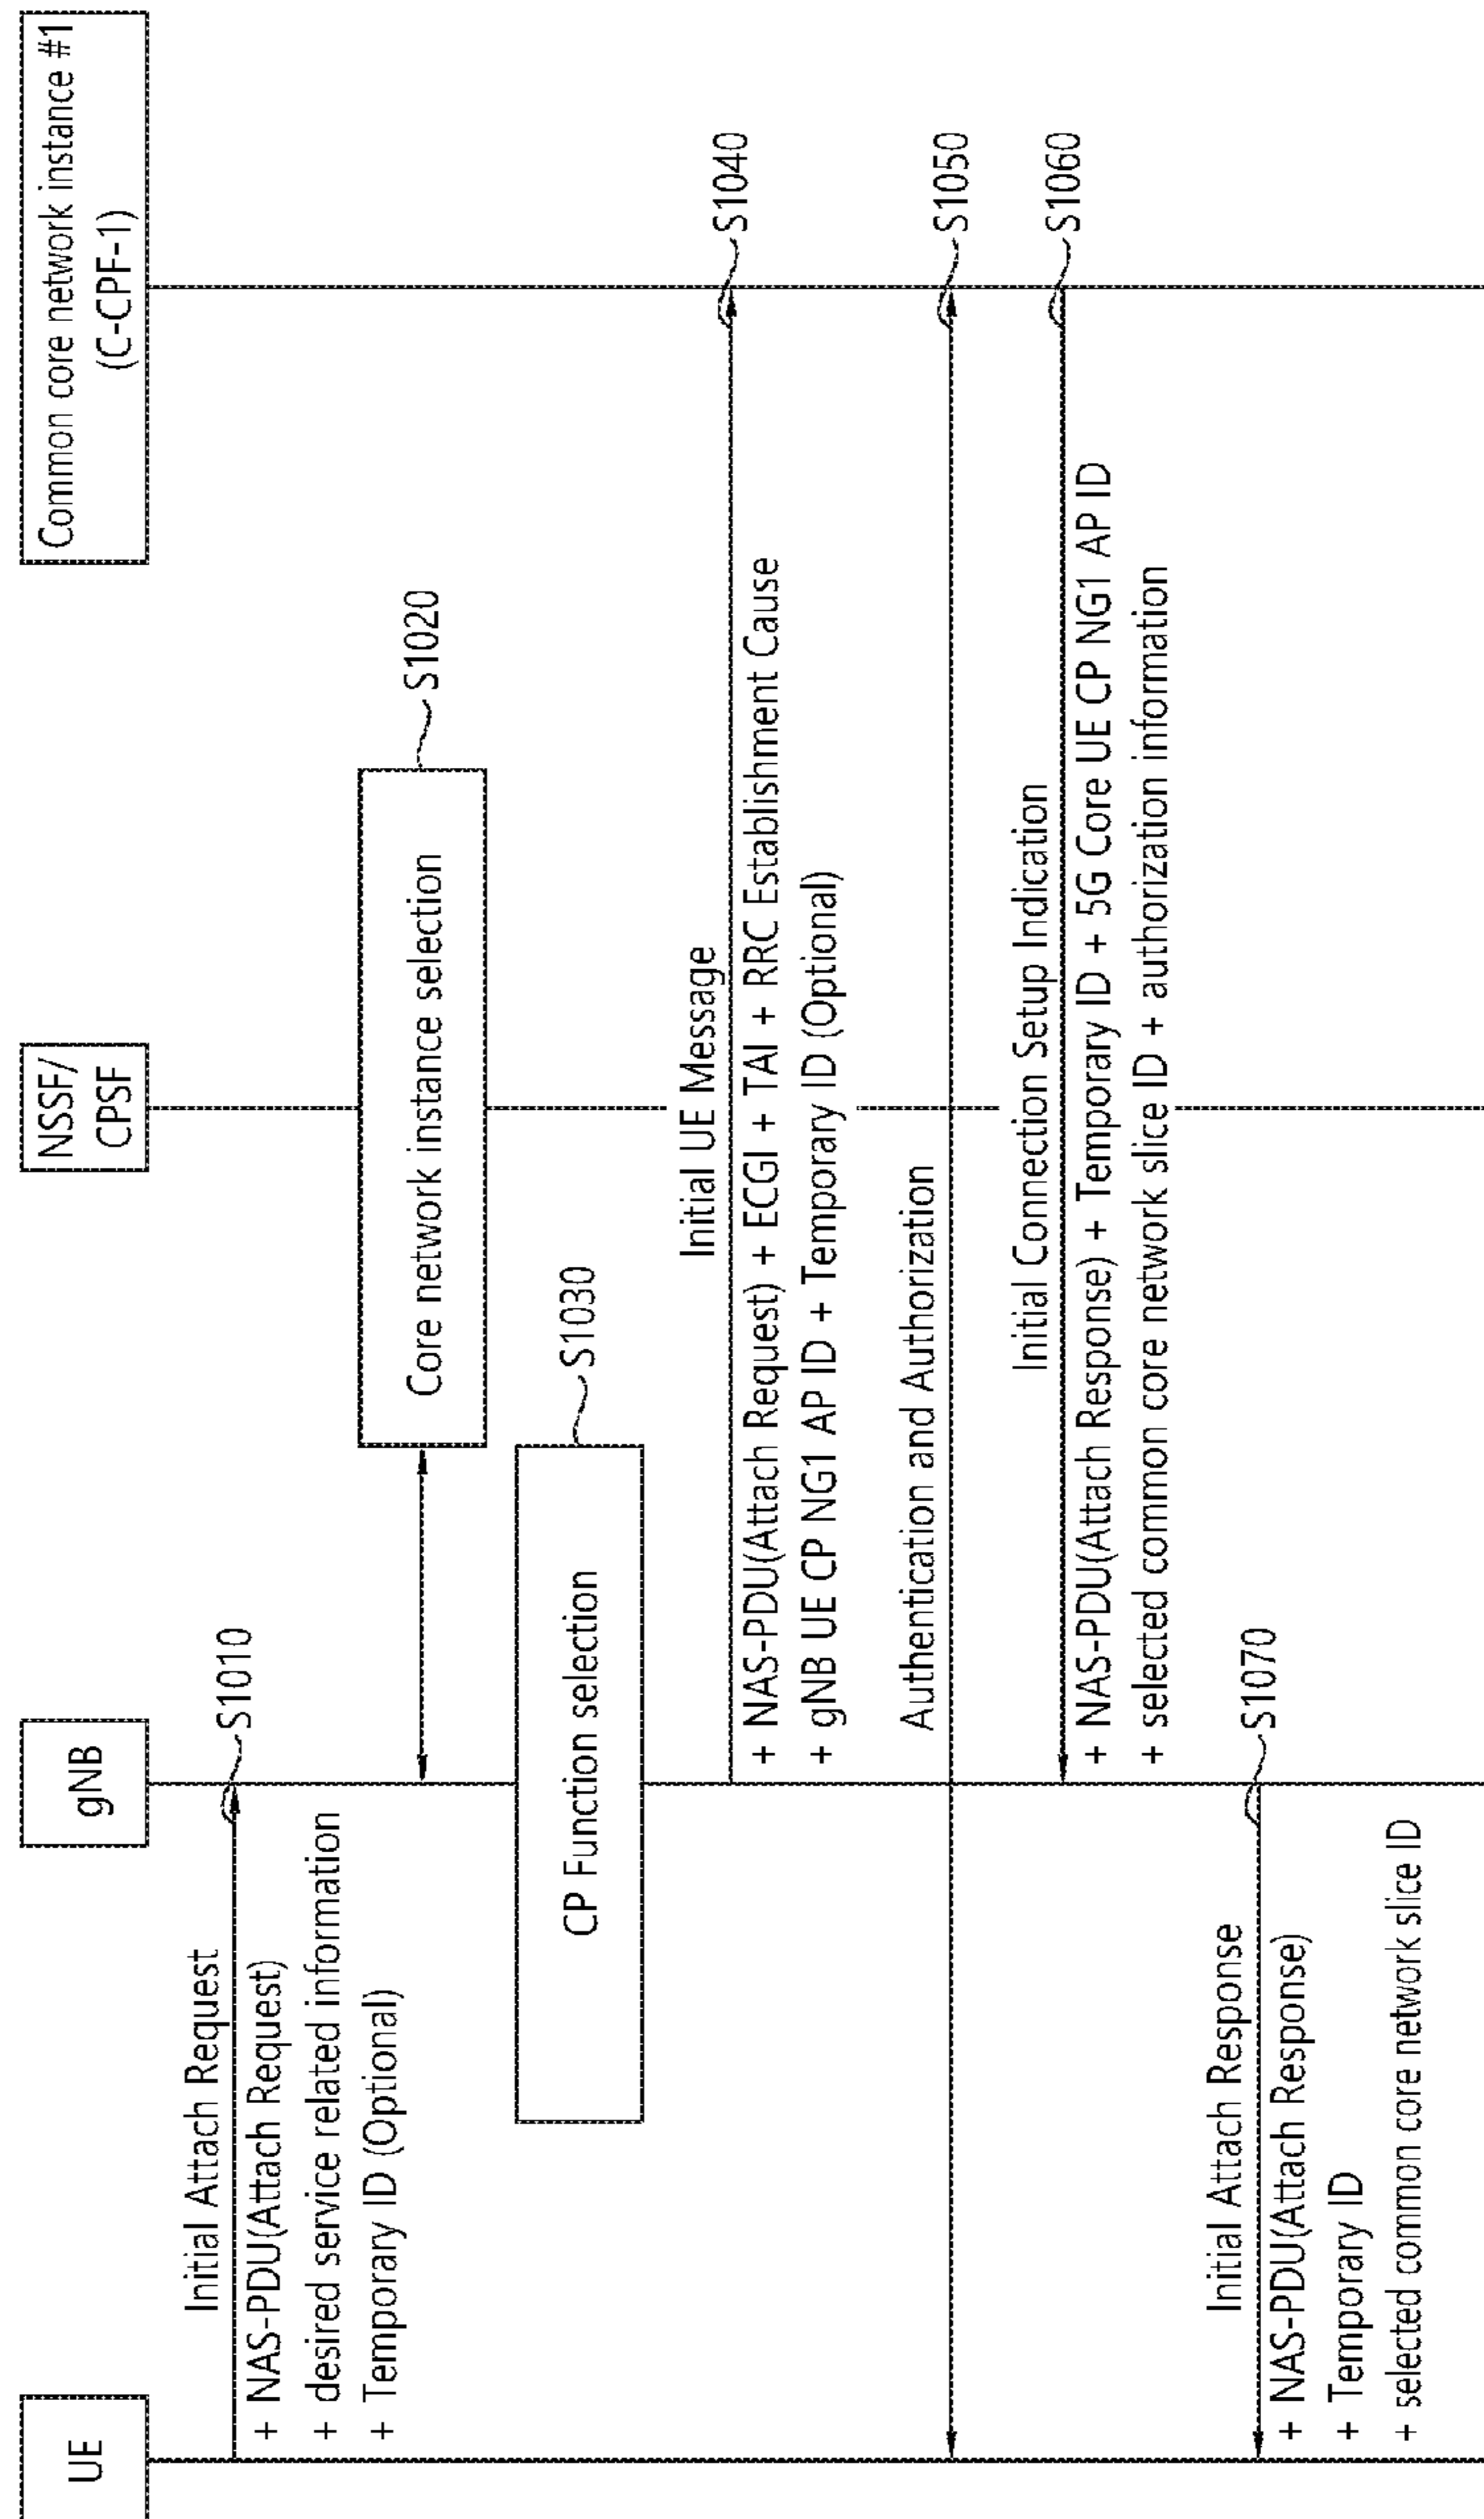 UE
gNB
NSSF/
CPSF
Common core network instance #1
(C-CPF-1)
Initial Attach Request
S1010
+ NAS-PDU(Attach Request)
+ desired service related information
+ Temporary ID (Optional)
Core network instance selection
S1020
CP Function selection
S1030
Initial UE Message
S1040
+ NAS-PDU(Attach Request) + ECGI + TAI + RRC Establishment Cause
+ gNB UE CP NG1 AP ID + Temporary ID (Optional)
Authentication and Authorization
S1050
Initial Connection Setup Indication
S1060
+ NAS-PDU(Attach Response) + Temporary ID + 5G Core UE CP NG1 AP ID
+ selected common core network slice ID + authorization information
Initial Attach Response
S1070
+ NAS-PDU(Attach Response)
+ Temporary ID
+ selected common core network slice ID